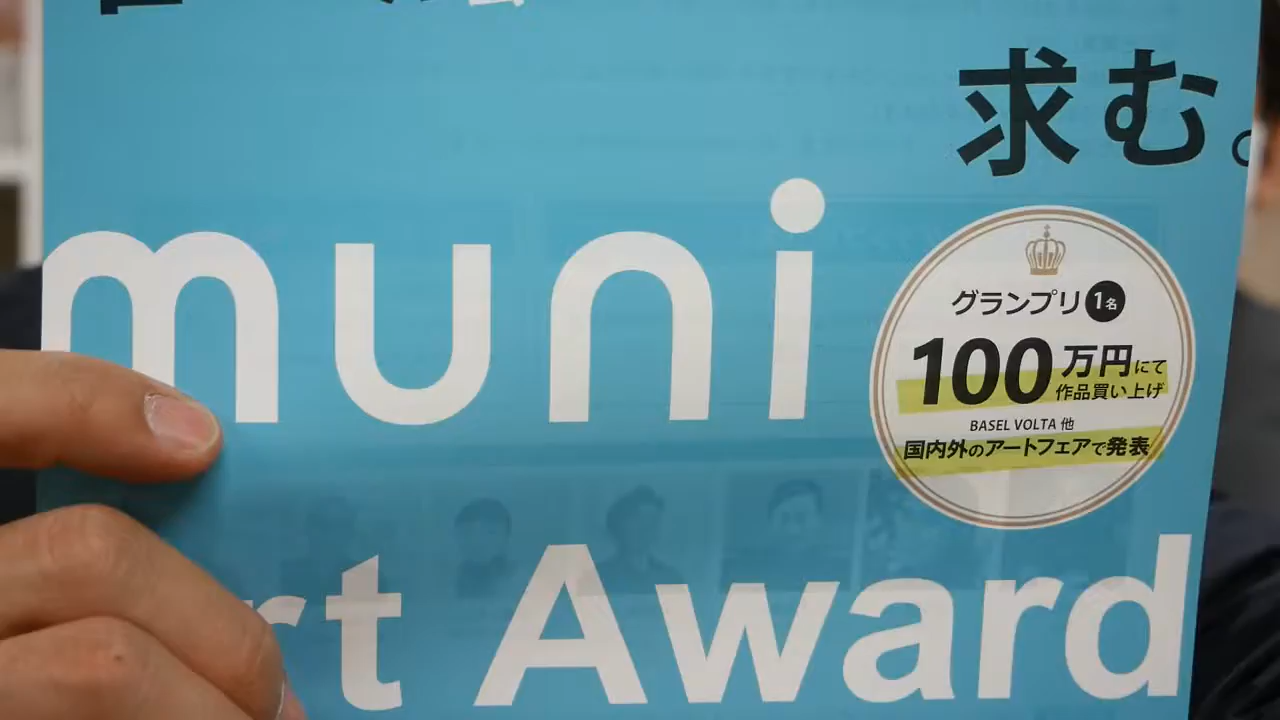 求む。
muni
グランプリ 1名
100万円にて
作品買い上げ
BASEL VOLTA 他
国内外のアートフェアで発表
rt Award